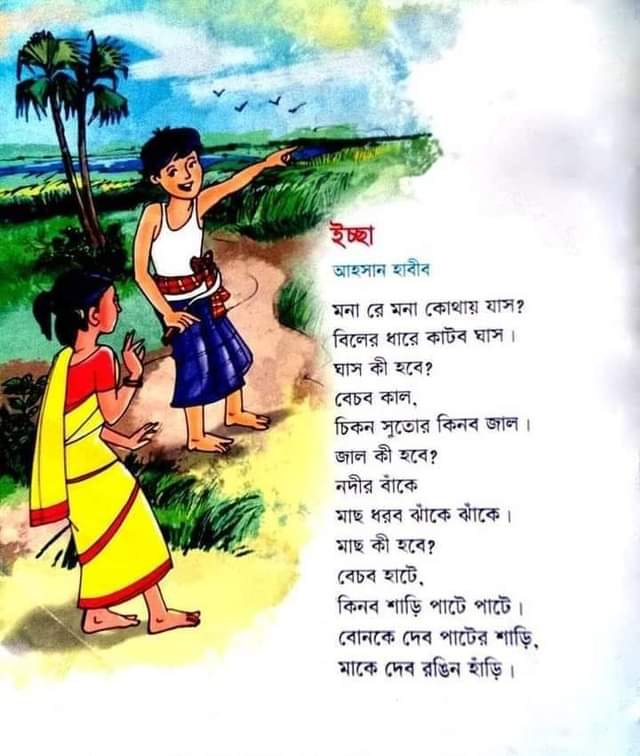 ইচ্ছা
আহসান হাবীব
মনা রে মনা কোথায় যাস?
বিলের ধারে কাটব ঘাস।
ঘাস কী হবে?
বেচব কাল,
চিকন সুতোর কিনব জাল।
জাল কী হবে?
নদীর বাঁকে
মাছ ধরব ঝাঁকে ঝাঁকে।
মাছ কী হবে?
বেচব হাটে,
কিনব শাড়ি পাটে পাটে।
বোনকে দেব পাটের শাড়ি,
মাকে দেব রঙিন হাঁড়ি।